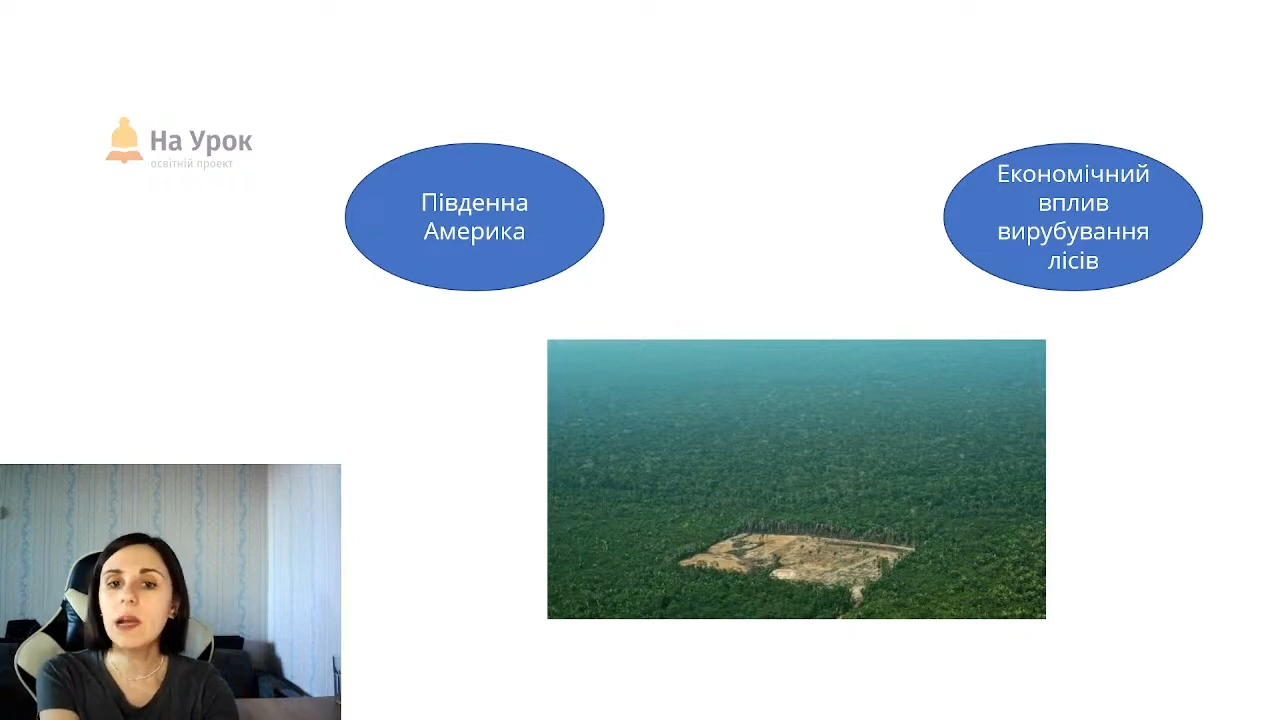 На Урок
освітній проект
Південна
Америка
Економічний
вплив
вирубування
лісів